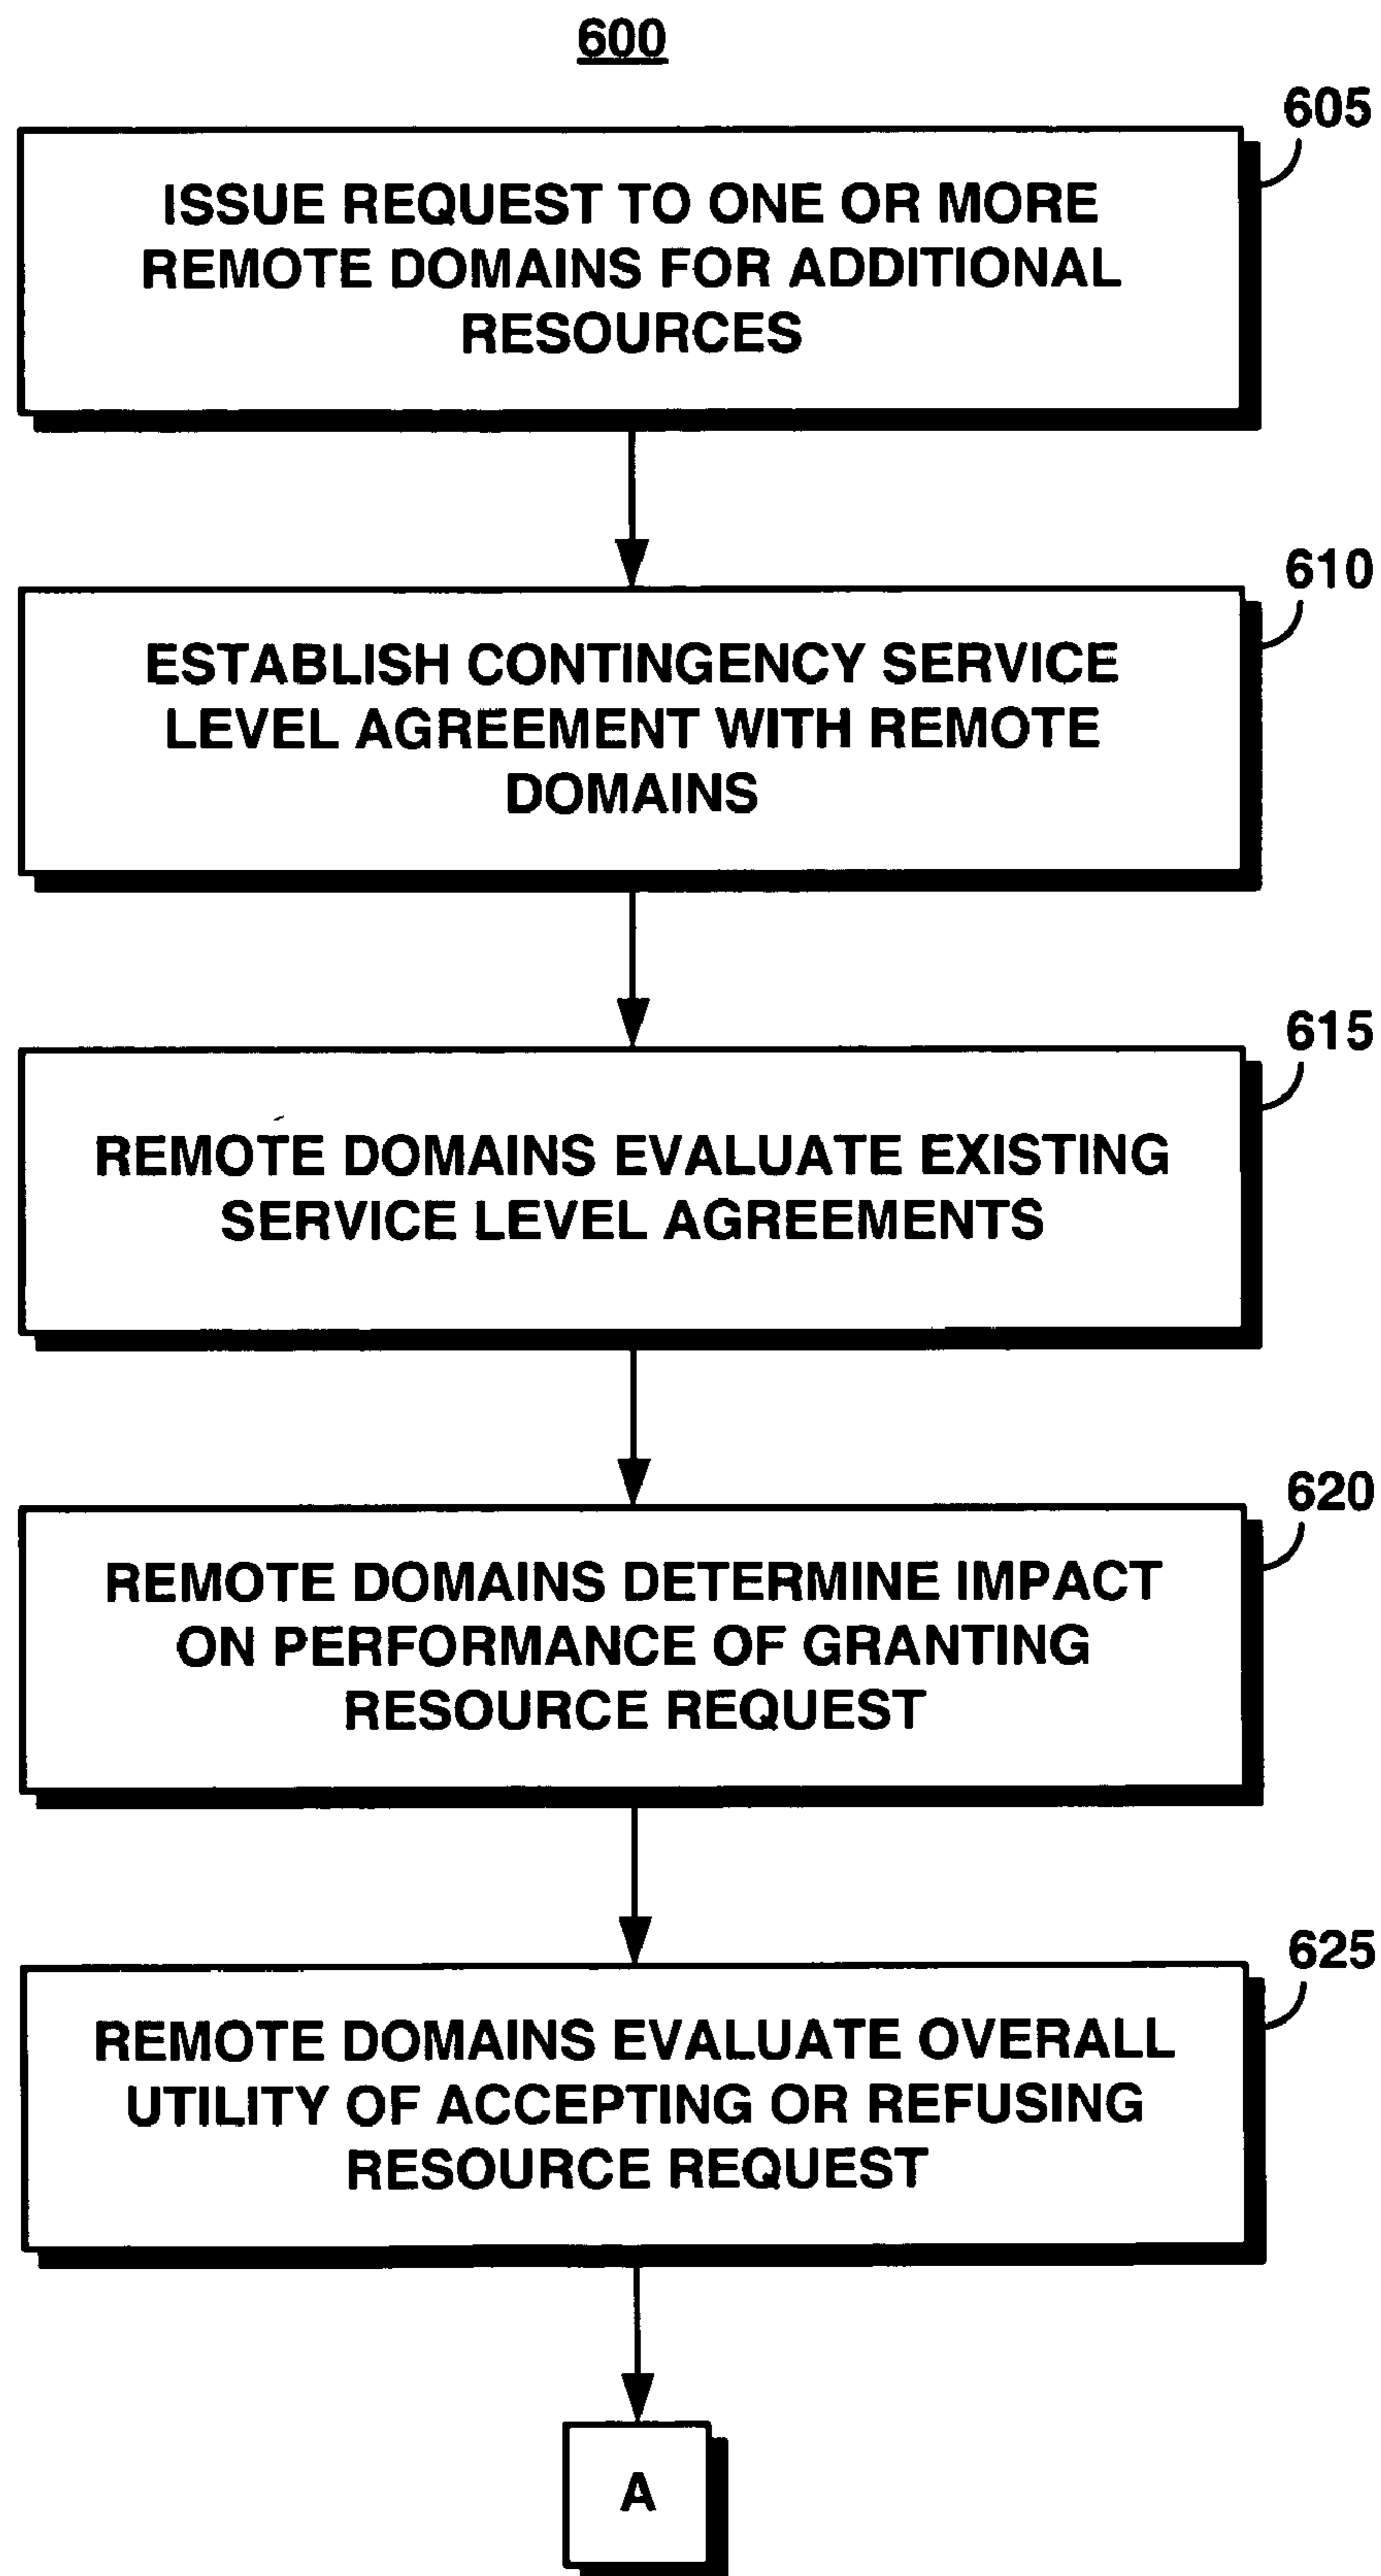 600
605
ISSUE REQUEST TO ONE OR MORE
REMOTE DOMAINS FOR ADDITIONAL
RESOURCES
610
ESTABLISH CONTINGENCY SERVICE
LEVEL AGREEMENT WITH REMOTE
DOMAINS
615
REMOTE DOMAINS EVALUATE EXISTING
SERVICE LEVEL AGREEMENTS
620
REMOTE DOMAINS DETERMINE IMPACT
ON PERFORMANCE OF GRANTING
RESOURCE REQUEST
625
REMOTE DOMAINS EVALUATE OVERALL
UTILITY OF ACCEPTING OR REFUSING
RESOURCE REQUEST
A